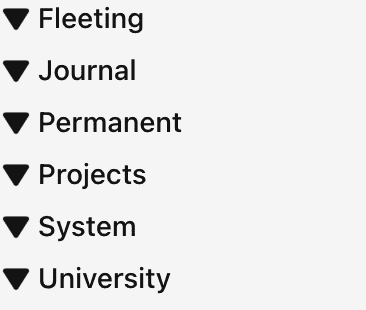 Fleeting
Journal
Permanent
Projects
System
University